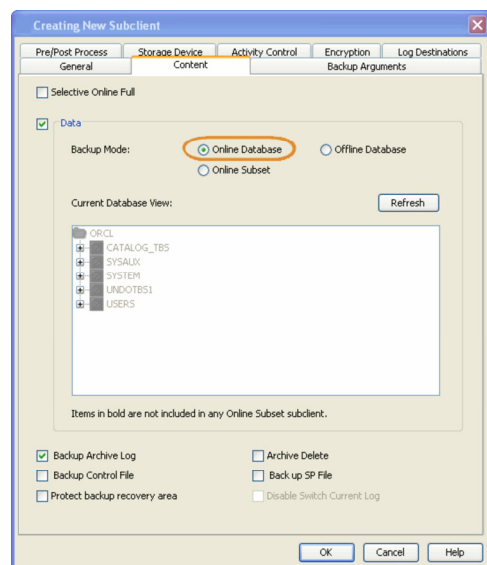 Creating New Subclient
Pre/Post Process Storage Device Activity Control Encryption Log Destinations
General Content Backup Arguments
Selective Online Full
Data
Backup Mode: Online Database Offline Database
Online Subset
Current Database View: Refresh
ORCL
CATALOG_TBS
SYSAUX
SYSTEM
UNDOTBS1
USERS
Items in bold are not included in any Online Subset subclient.
Backup Archive Log Archive Delete
Backup Control File Back up SP File
Protect backup recovery area Disable Switch Current Log
OK Cancel Help